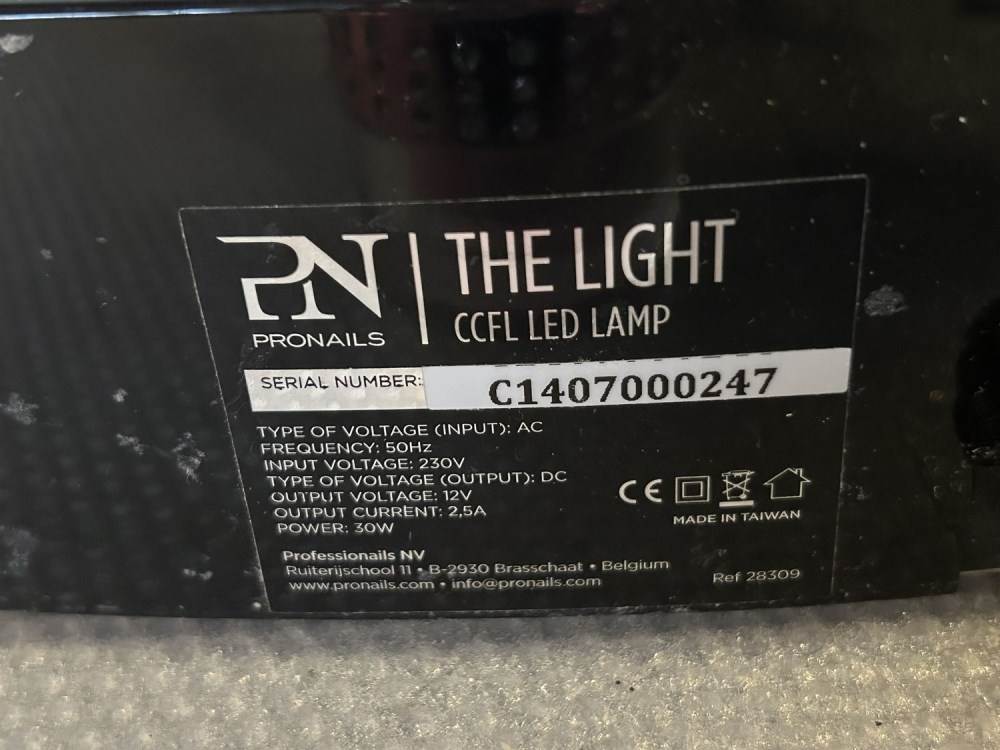 PN
PRONAILS
THE LIGHT
CCFL LED LAMP
SERIAL NUMBER:
C1407000247
TYPE OF VOLTAGE (INPUT): AC
FREQUENCY: 50Hz
INPUT VOLTAGE: 230V
TYPE OF VOLTAGE (OUTPUT): DC
OUTPUT VOLTAGE: 12V
OUTPUT CURRENT: 2,5A
POWER: 30W
CE
MADE IN TAIWAN
Professionails NV
Ruiterijschool 11 • B-2930 Brasschaat • Belgium
www.pronails.com • info@pronails.com
Ref 28309